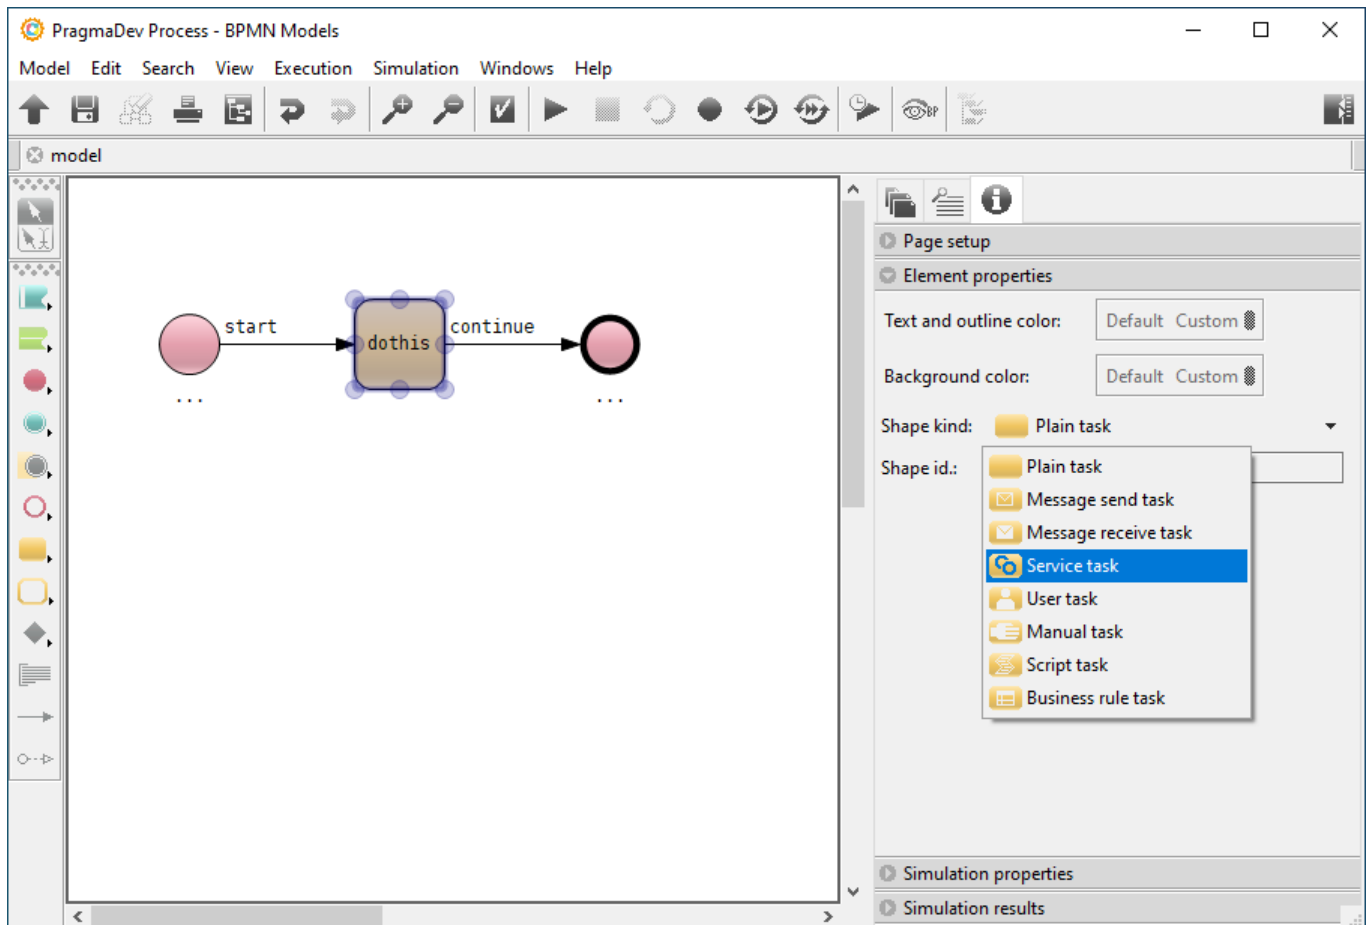 PragmaDev Process - BPMN Models
Model Edit Search View Execution Simulation Windows Help
BP
model
Page setup
Element properties
Text and outline color: Default Custom
Background color: Default Custom
Shape kind: Plain task
Shape id.:
Plain task
Message send task
Message receive task
Service task
User task
Manual task
Script task
Business rule task
start
dothis
continue
...
...
Simulation properties
Simulation results